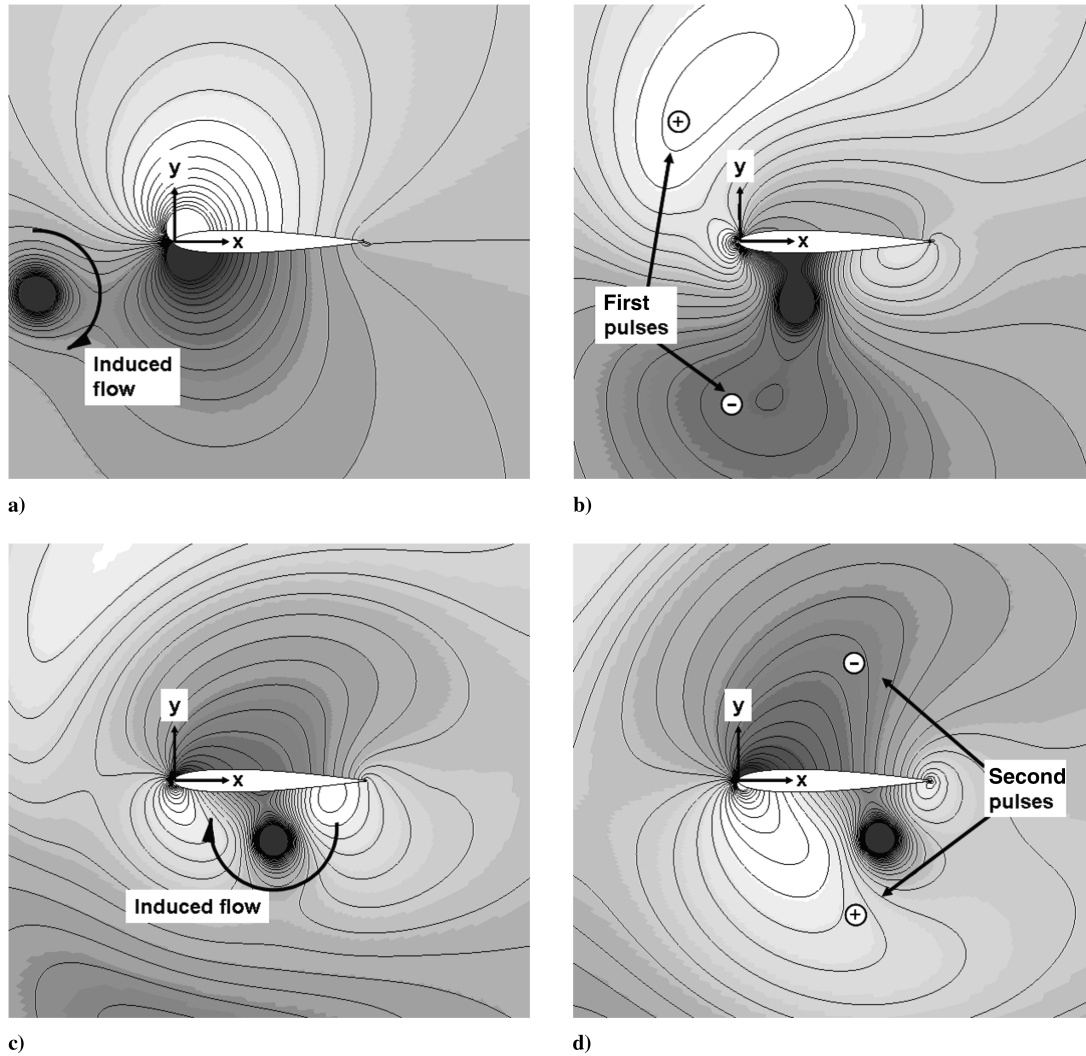 y
x
Induced
flow
a)
+
y
x
First
pulses
−
b)
y
x
Induced flow
c)
−
y
x
Second
pulses
+
d)